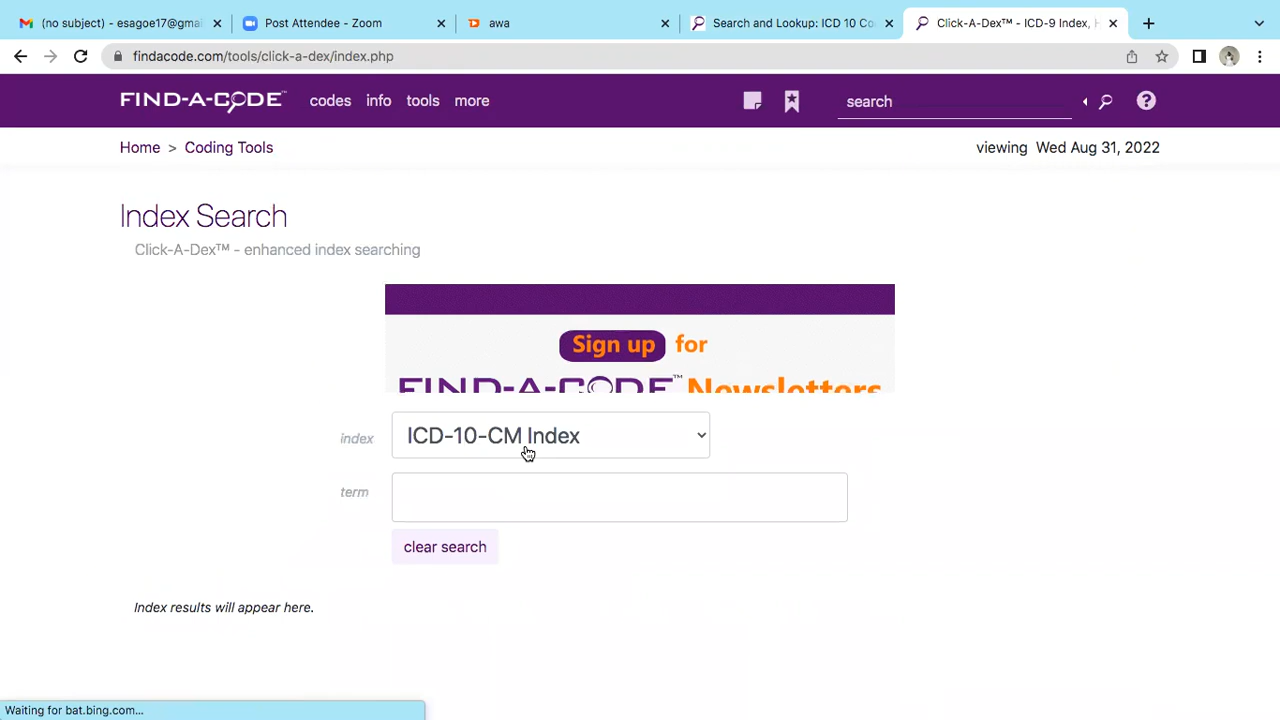 (no subject) - esagoe17@gmai
Post Attendee - Zoom
awa
Search and Lookup: ICD 10 Co
Click-A-Dex™ - ICD-9 Index, H
findacode.com/tools/click-a-dex/index.php
FIND-A-CODE™
codes
info
tools
more
search
Home > Coding Tools
viewing Wed Aug 31, 2022
Index Search
Click-A-Dex™ - enhanced index searching
Sign up for
FIND-A-CODE™ Newsletters
index
ICD-10-CM Index
term
clear search
Index results will appear here.
Waiting for bat.bing.com...